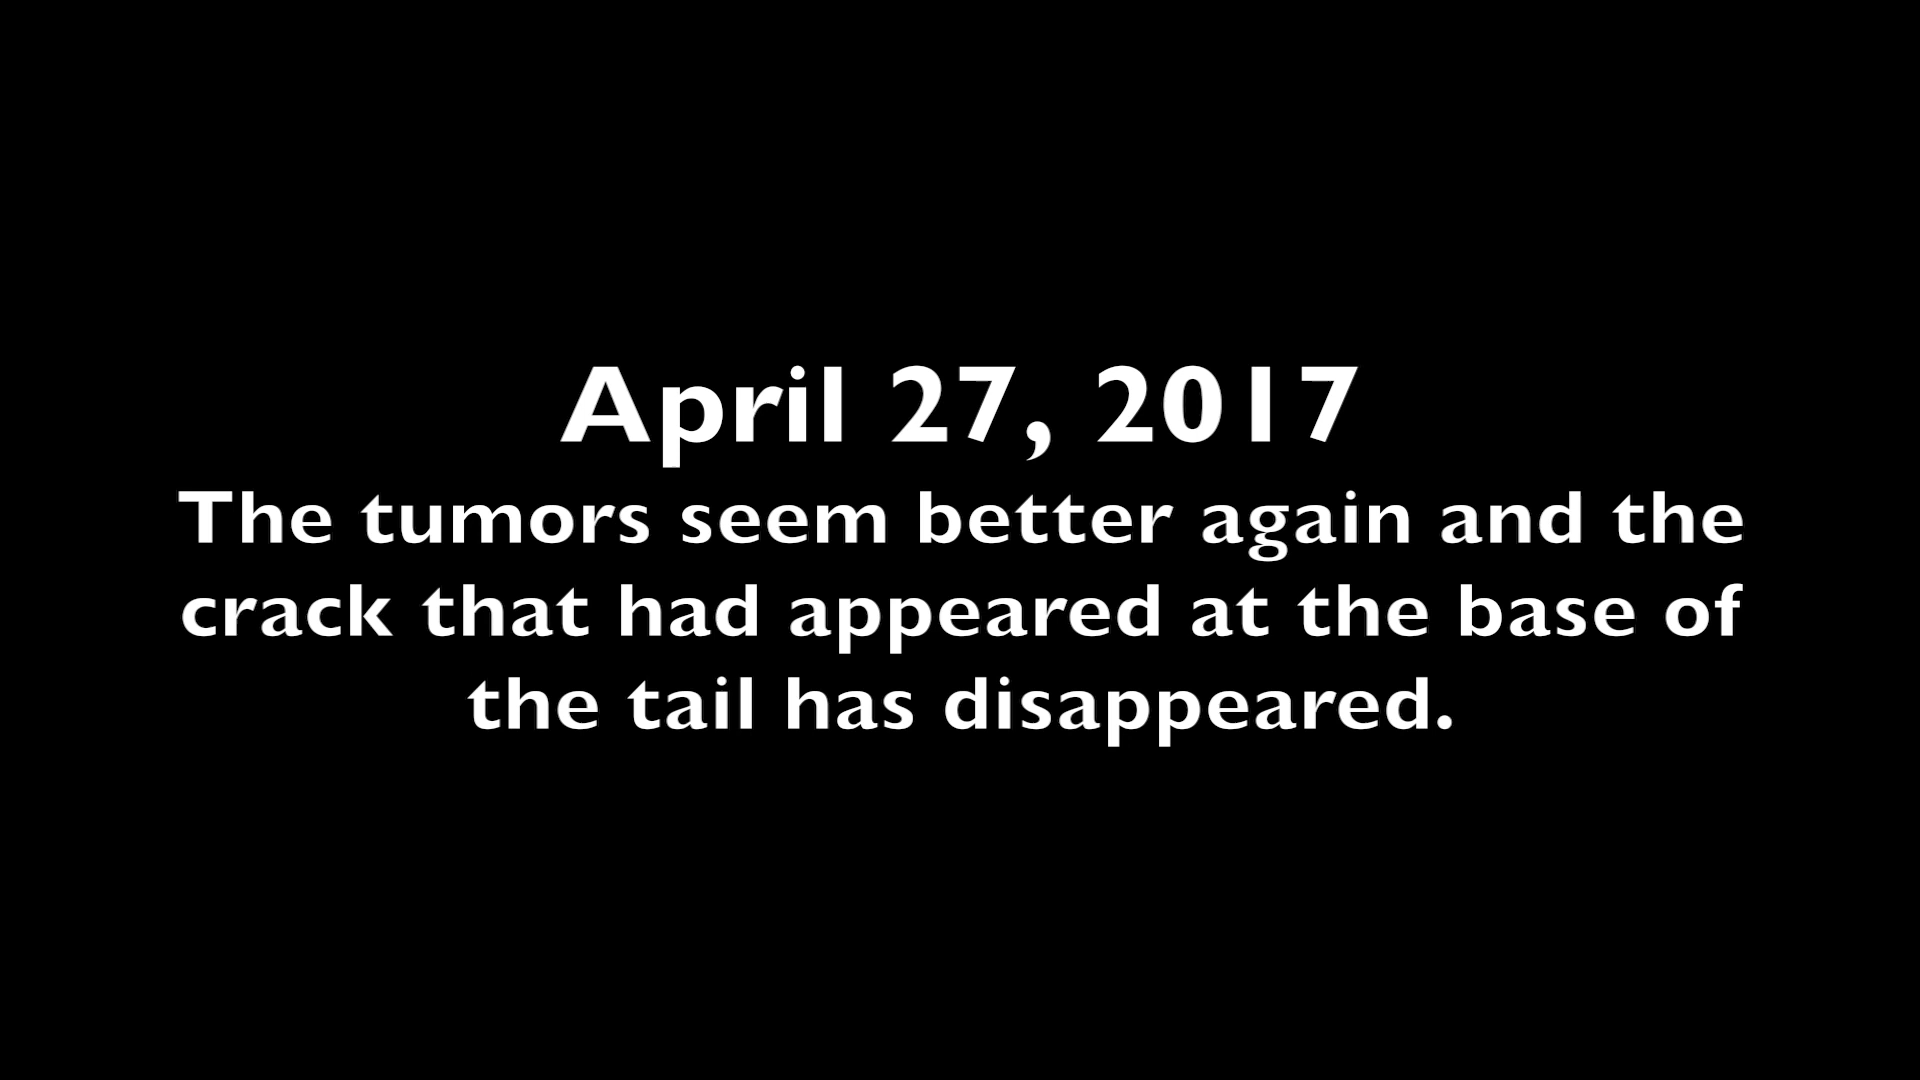 April 27, 2017
The tumors seem better again and the
crack that had appeared at the base of
the tail has disappeared.